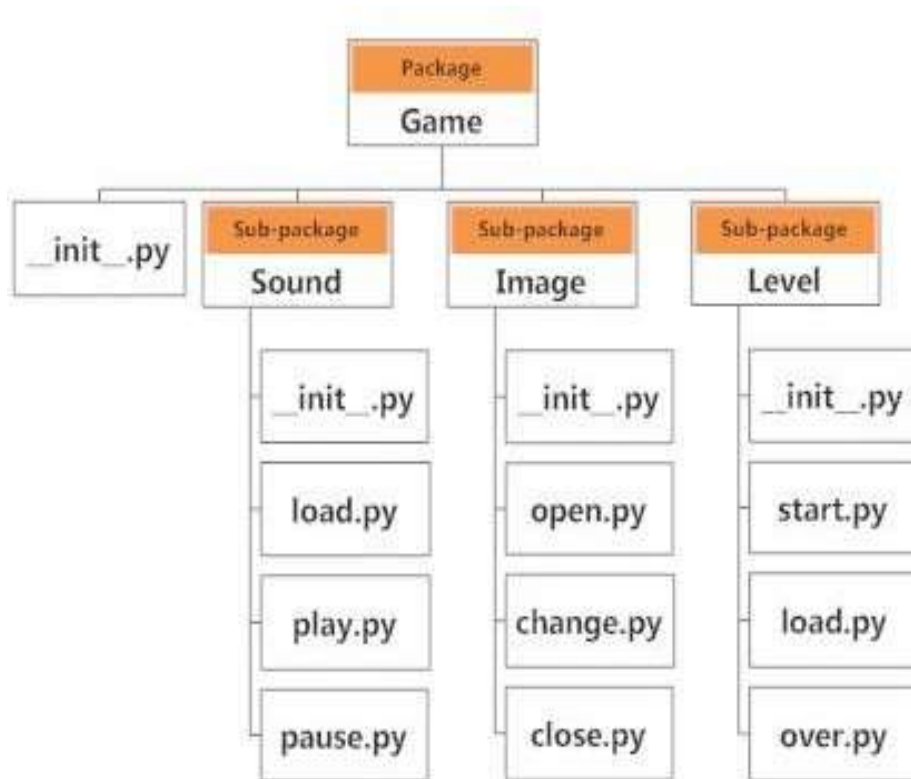 Package
Game
__init__.py
Sub-package
Sound
__init__.py
load.py
play.py
pause.py
Sub-package
Image
__init__.py
open.py
change.py
close.py
Sub-package
Level
__init__.py
start.py
load.py
over.py